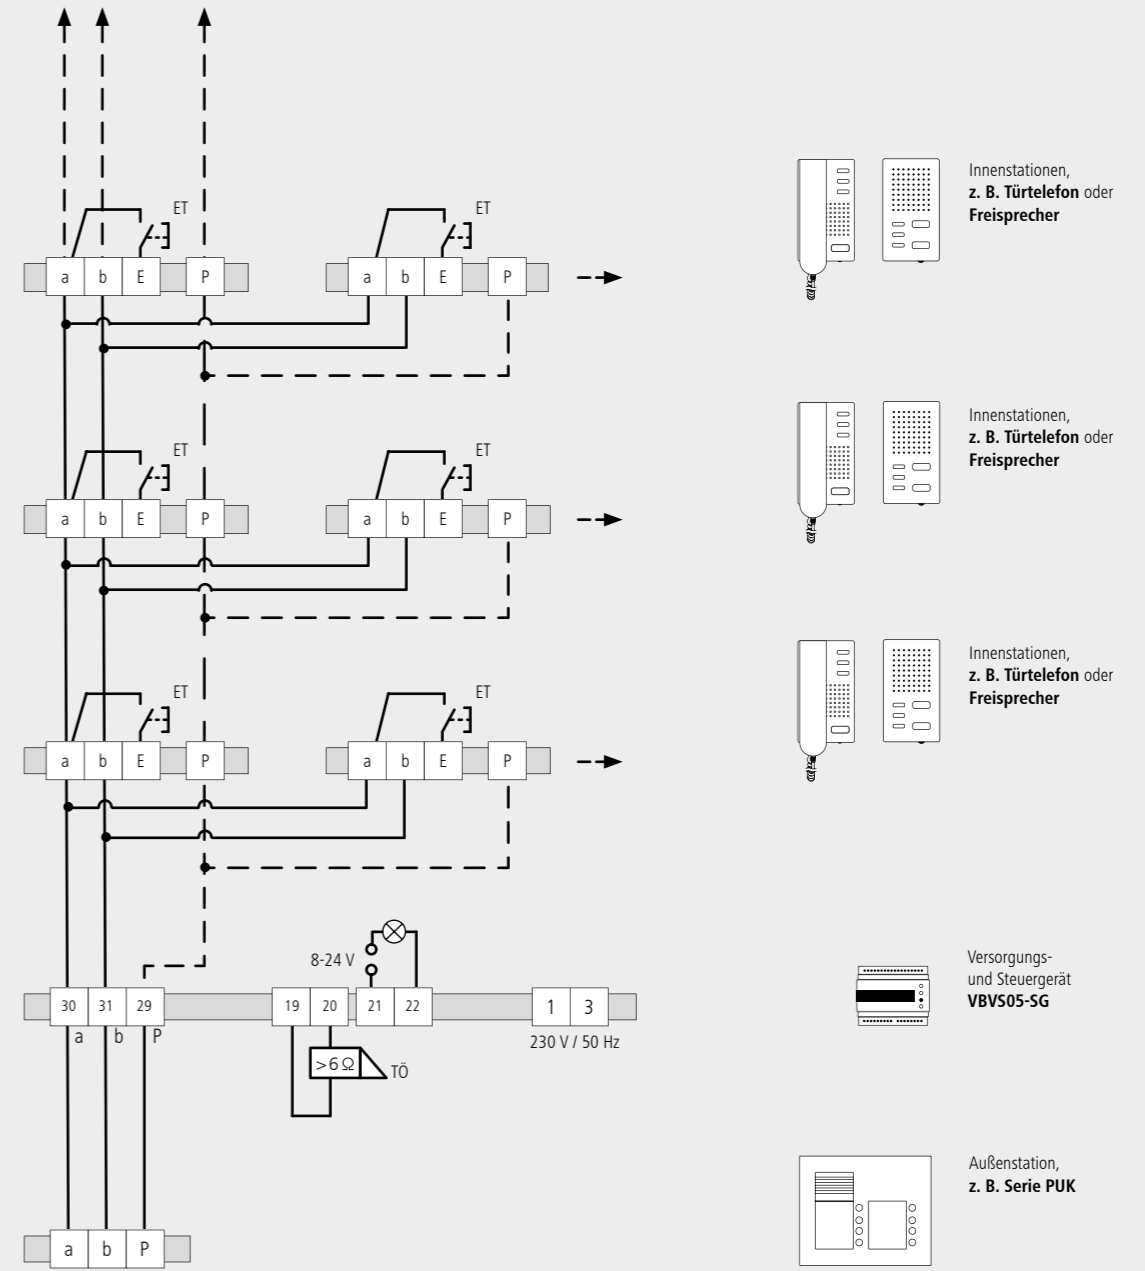 ET ET
a b E P a b E P
Innenstationen,
z. B. Türtelefon oder
Freisprecher
ET ET
a b E P a b E P
Innenstationen,
z. B. Türtelefon oder
Freisprecher
ET ET
a b E P a b E P
Innenstationen,
z. B. Türtelefon oder
Freisprecher
8-24 V
30 31 29 19 20 21 22 1 3
a b P
230 V / 50 Hz
>6 Ω TÖ
Versorgungs-
und Steuergerät
VBVS05-SG
Außenstation,
z. B. Serie PUK
a b P